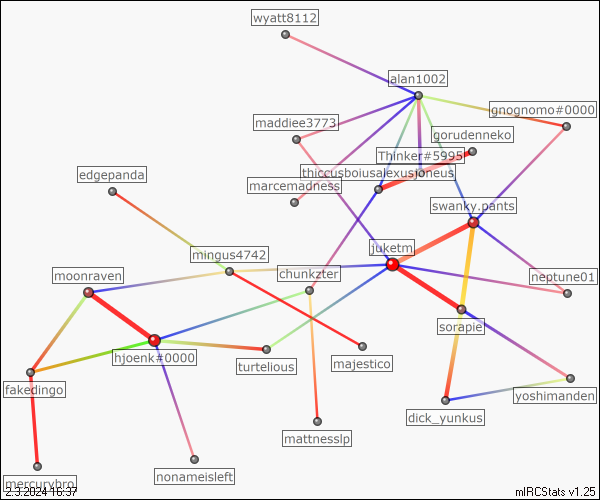 wyatt8112
alan1002
gnognomo#0000
maddiee3773
gorudenneko
Thinker#5995
edgepanda
thiccusboiusalexusjoneus
marcemadness
swanky.pants
mingus4742
juketm
moonraven
chunkzter
neptune01
sorapie
hjoenk#0000
turtelious
majestico
fakedingo
yoshimanden
dick_yunkus
mattnesslp
mercurybro
nonameisleft
2.3.2024 16:37
mIRCStats v1.25